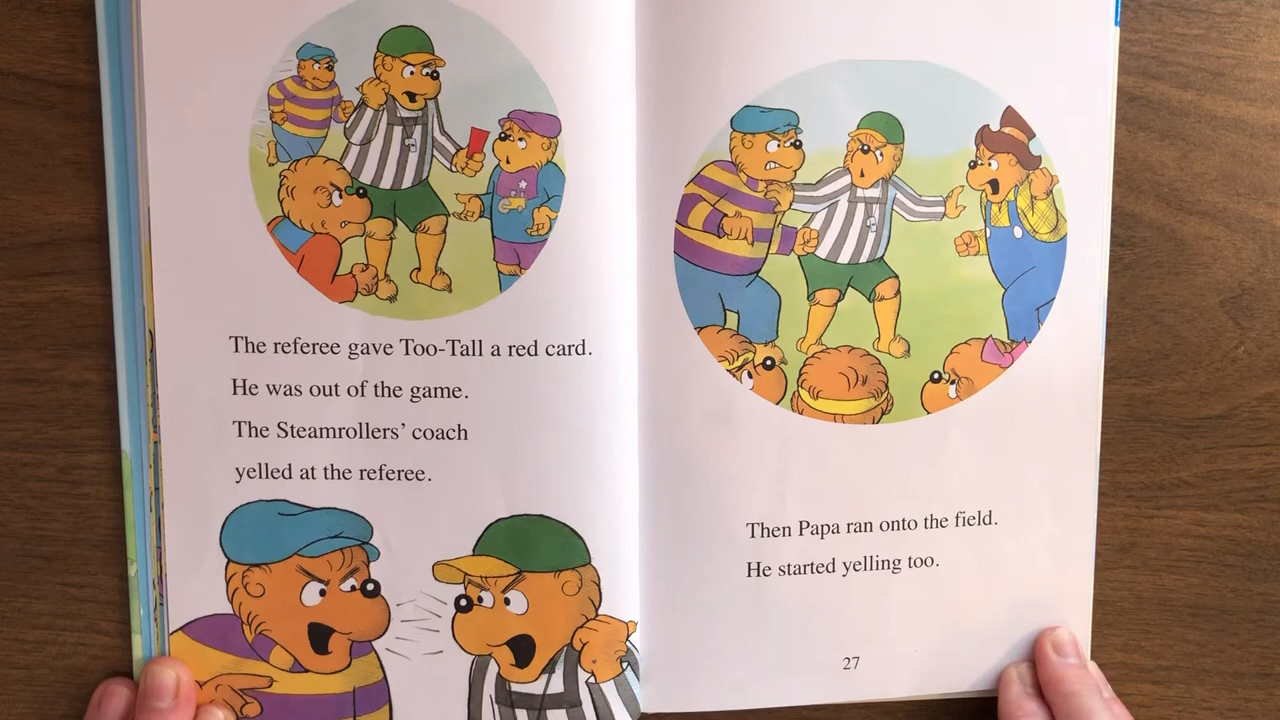 The referee gave Too-Tall a red card.
He was out of the game.
The Steamrollers’ coach
yelled at the referee.
Then Papa ran onto the field.
He started yelling too.
27